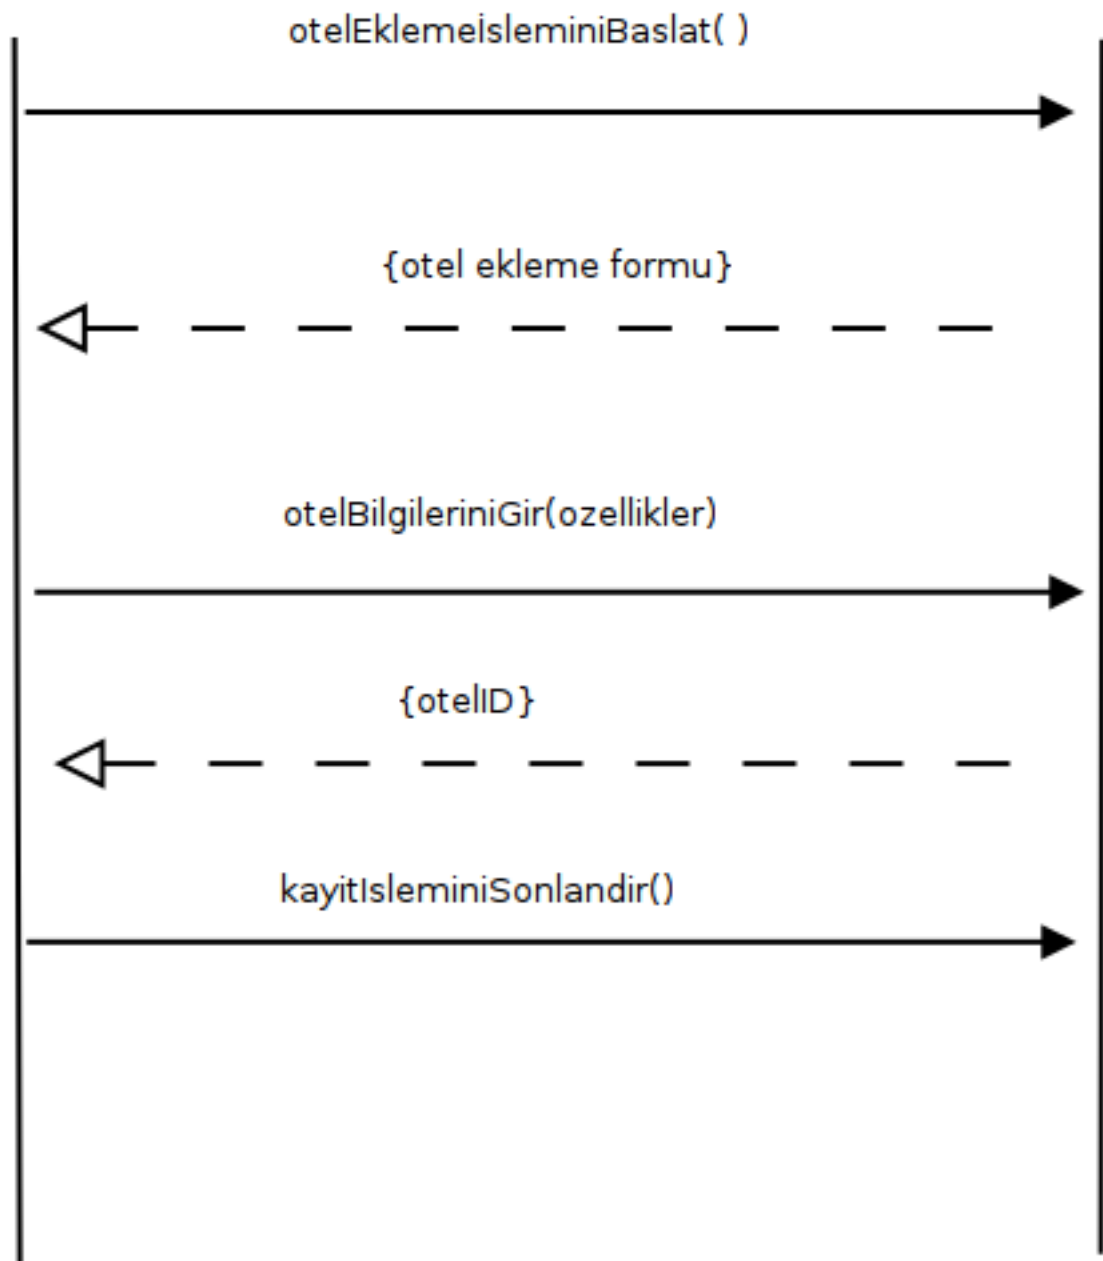 otelEklemeİsleminiBaslat( )
{otel ekleme formu}
otelBilgileriniGir(ozellikler)
{otelID}
kayitIsleminiSonlandir()